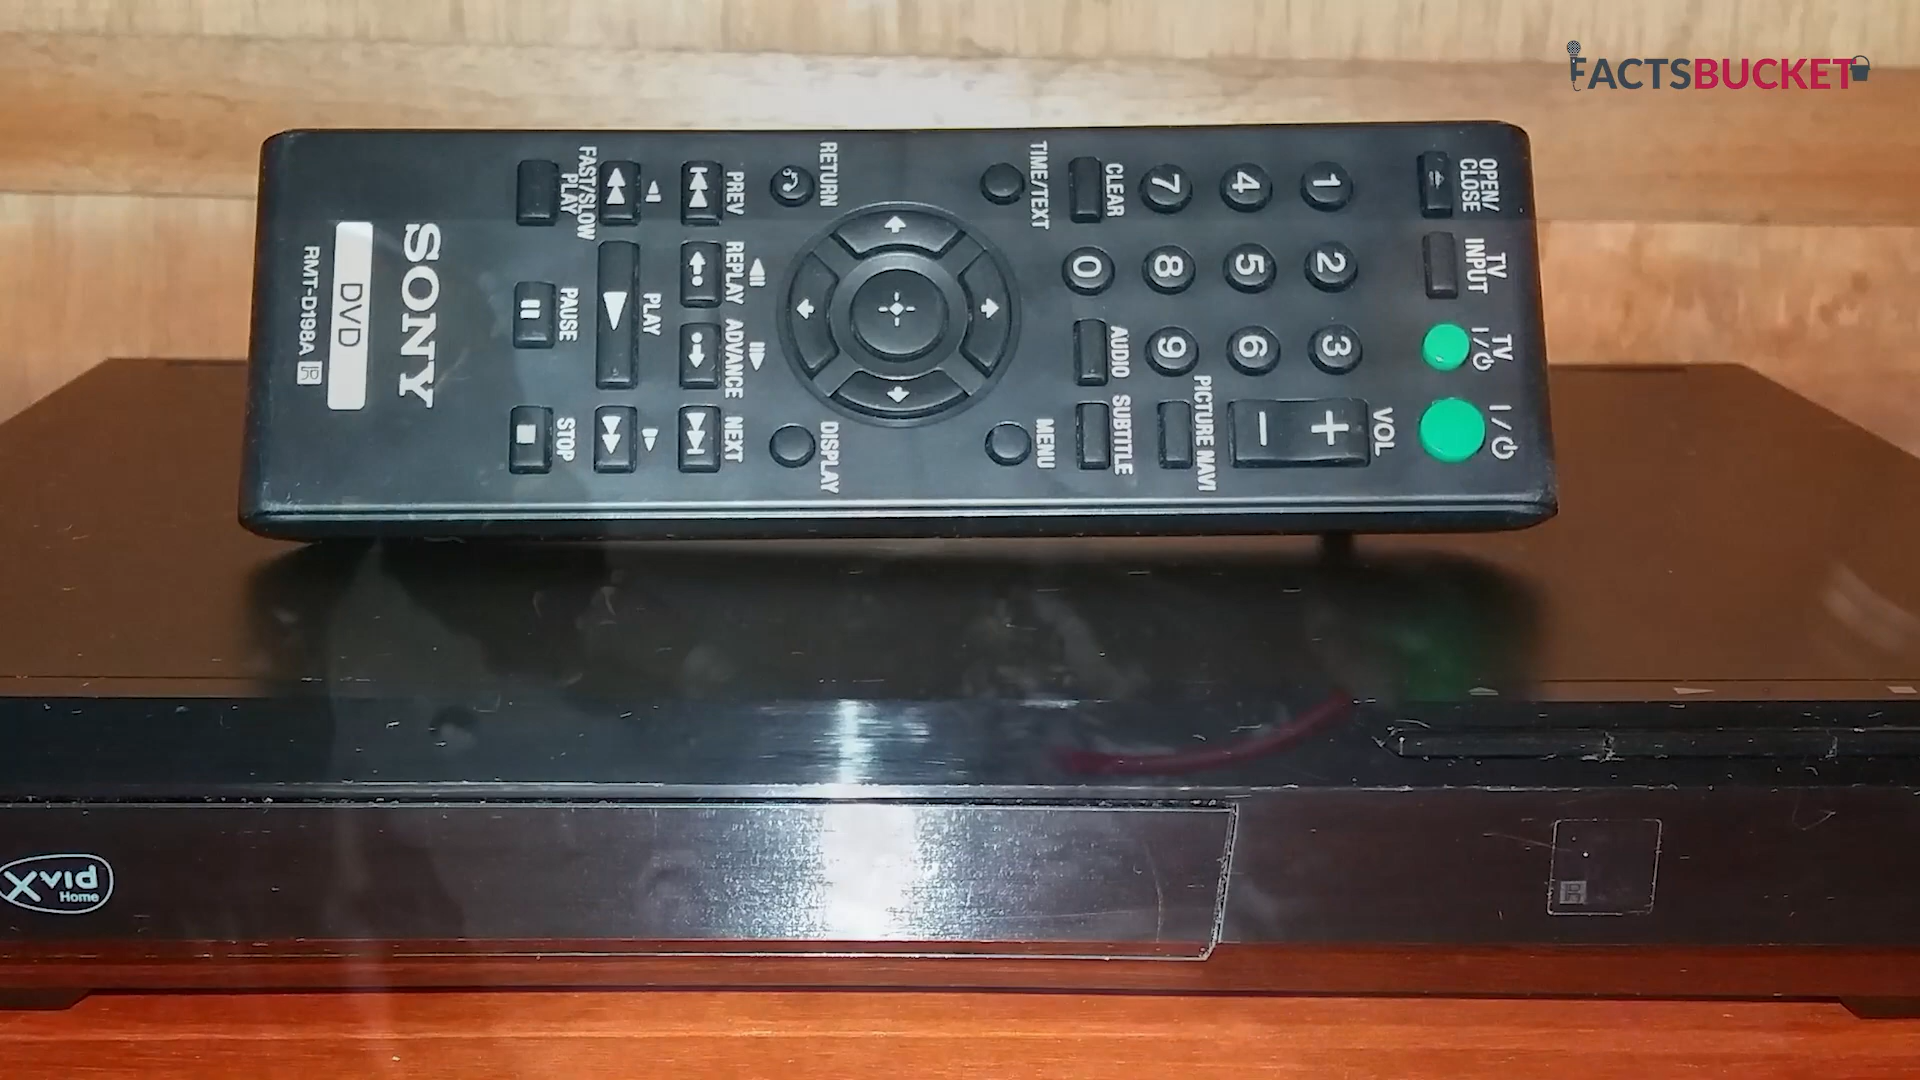 FACTSBUCKET
OPEN/
CLOSE
TV
INPUT
TV
I/⏻
I/⏻
1
2
3
4
5
6
7
8
9
VOL
+
−
CLEAR
0
AUDIO
SUBTITLE
PICTURE NAVI
TIME/TEXT
MENU
RETURN
DISPLAY
PREV
REPLAY
ADVANCE
NEXT
PLAY
FAST/SLOW
PLAY
PAUSE
STOP
SONY
DVD
RMT-D198A
XviD
Home